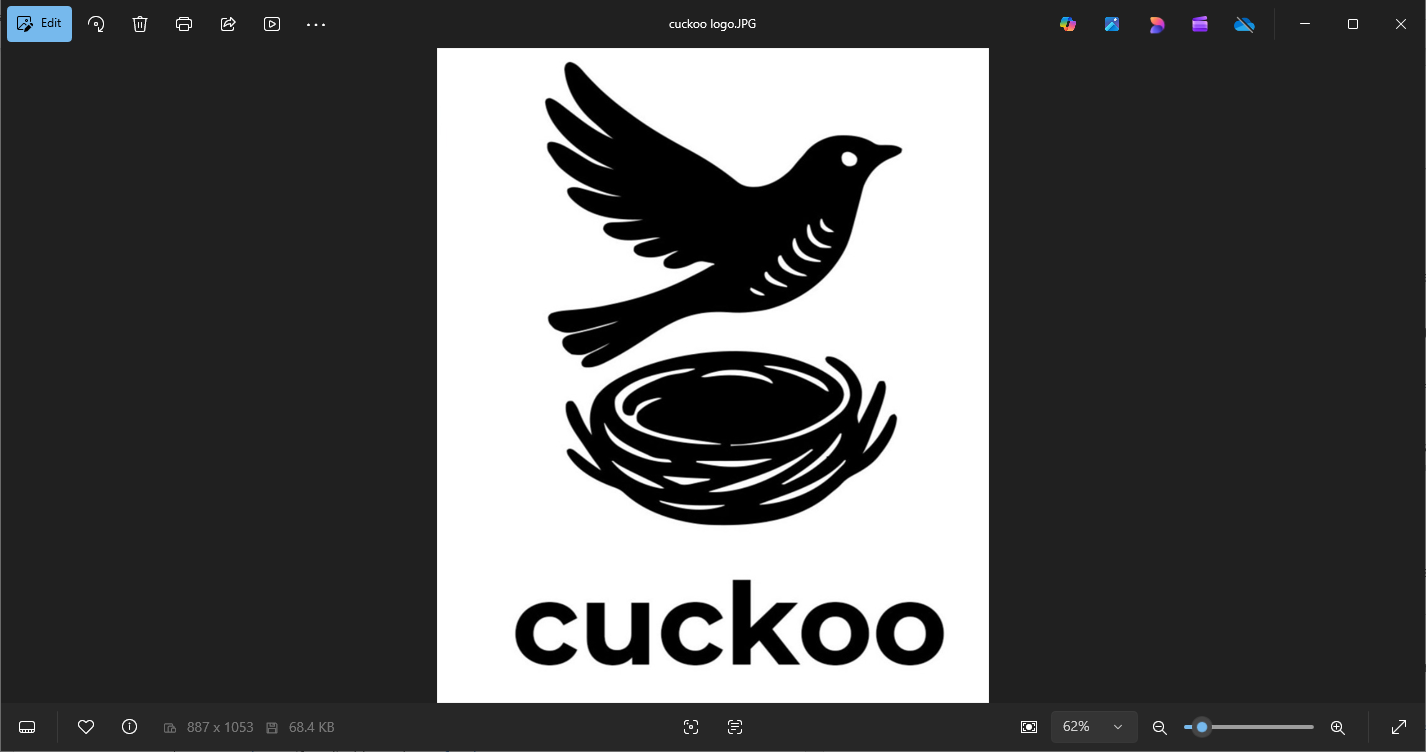 Edit
cuckoo logo.JPG
cuckoo
887 x 1053
68.4 KB
62%